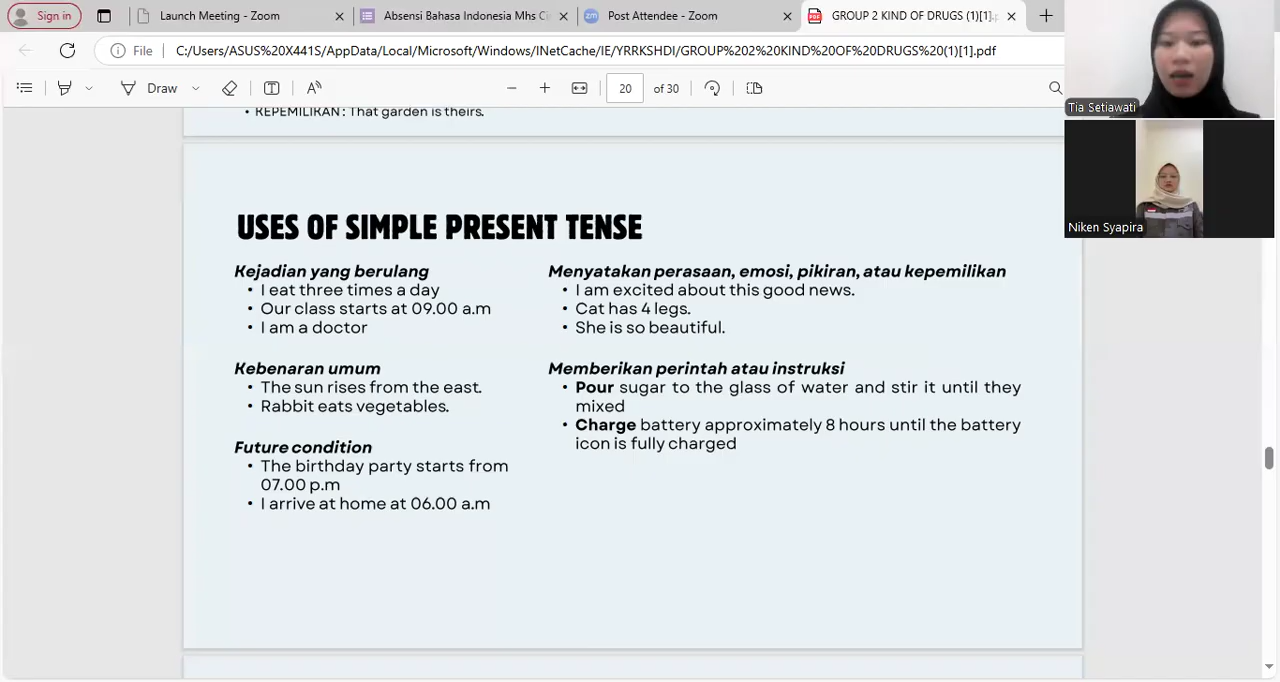 Sign in
Launch Meeting - Zoom
Absensi Bahasa Indonesia Mhs Ci
Post Attendee - Zoom
GROUP 2 KIND OF DRUGS (1)[1].p
File
C:/Users/ASUS%20X441S/AppData/Local/Microsoft/Windows/INetCache/IE/YRRKSHDI/GROUP%202%20KIND%20OF%20DRUGS%20(1)[1].pdf
Draw
20
of 30
• KEPEMILIKAN : That garden is theirs.
USES OF SIMPLE PRESENT TENSE
Kejadian yang berulang
• I eat three times a day
• Our class starts at 09.00 a.m
• I am a doctor
Kebenaran umum
• The sun rises from the east.
• Rabbit eats vegetables.
Future condition
• The birthday party starts from
07.00 p.m
• I arrive at home at 06.00 a.m
Menyatakan perasaan, emosi, pikiran, atau kepemilikan
• I am excited about this good news.
• Cat has 4 legs.
• She is so beautiful.
Memberikan perintah atau instruksi
• Pour sugar to the glass of water and stir it until they
mixed
• Charge battery approximately 8 hours until the battery
icon is fully charged
Tia Setiawati
Niken Syapira